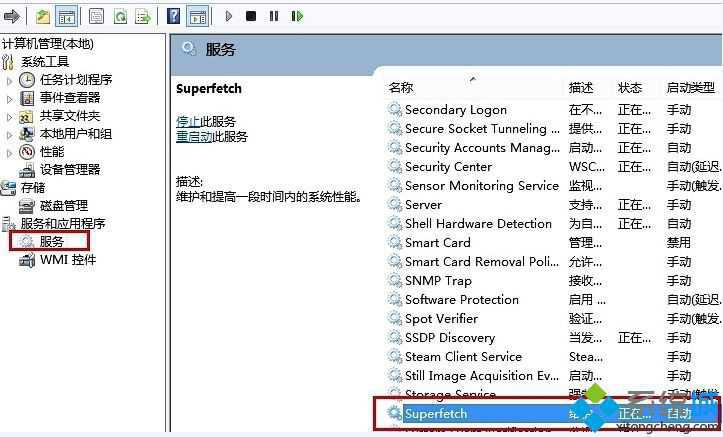 计算机管理(本地)
系统工具
任务计划程序
事件查看器
共享文件夹
本地用户和组
性能
设备管理器
存储
磁盘管理
服务和应用程序
服务
WMI 控件
服务
Superfetch
停止此服务
重启动此服务
描述:
维护和提高一段时间内的系统性能。
名称 描述 状态 启动类型
Secondary Logon 在不... 正在... 手动
Secure Socket Tunneling ... 提供... 手动
Security Accounts Manag... 启动... 正在... 自动
Security Center WSC... 正在... 自动(延迟
Sensor Monitoring Service 监视... 手动(触发
Server 支持... 正在... 自动
Shell Hardware Detection 为自... 正在... 自动
Smart Card 管理... 禁用
Smart Card Removal Poli... 允许... 手动
SNMP Trap 接收... 手动
Software Protection 启用 ... 自动(延迟
Spot Verifier 验证... 手动(触发
SSDP Discovery 当发... 正在... 手动
Steam Client Service Stea... 手动
Still Image Acquisition Ev... 启动... 手动
Storage Service
Superfetch 正在... 自动
xitongcheng.com